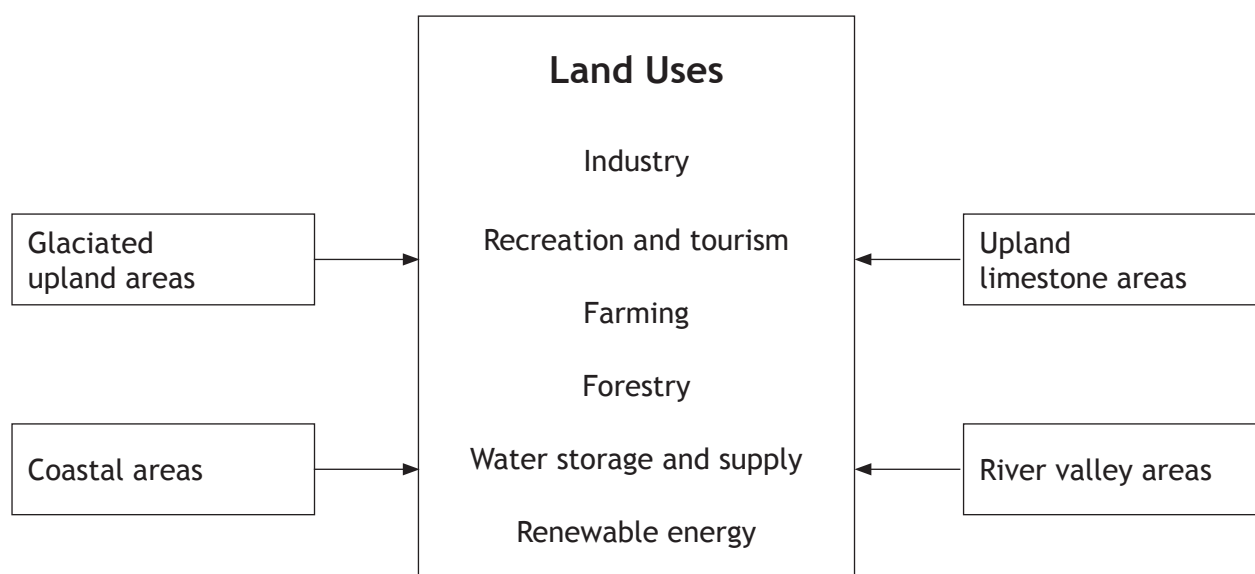 Land Uses
Industry
Recreation and tourism
Farming
Forestry
Water storage and supply
Renewable energy
Glaciated
upland areas
Coastal areas
Upland
limestone areas
River valley areas